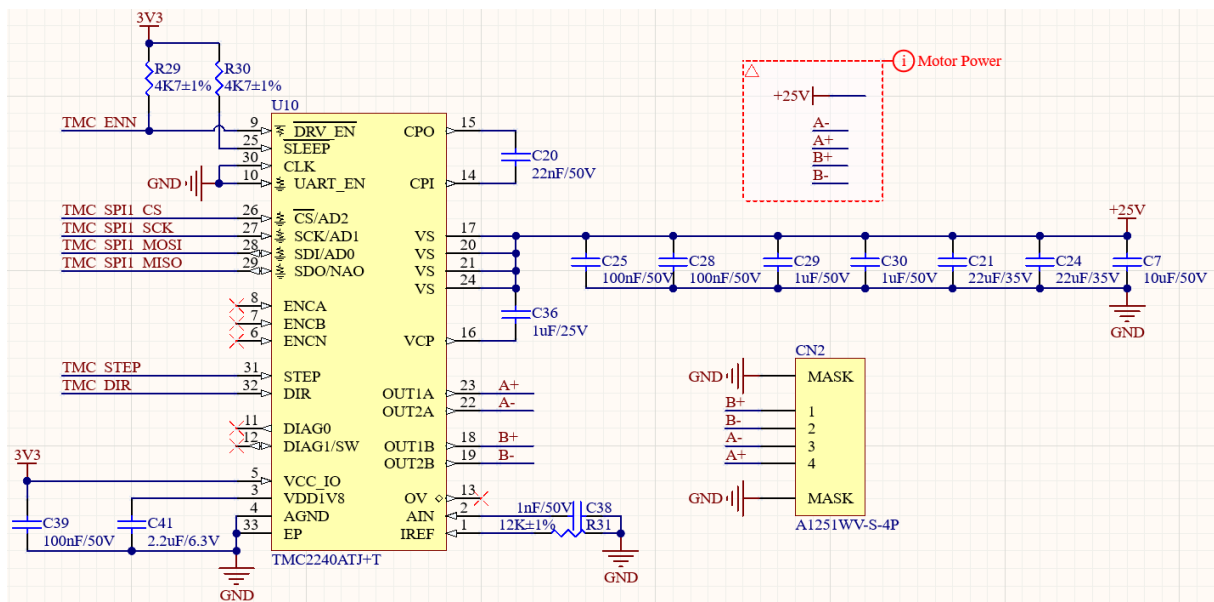 3V3
R29
4K7±1%
R30
4K7±1%
U10
TMC_ENN
9
DRV_EN
25
SLEEP
30
CLK
GND
10
UART_EN
TMC_SPI1_CS
26
CS/AD2
TMC_SPI1_SCK
27
SCK/AD1
TMC_SPI1_MOSI
28
SDI/AD0
TMC_SPI1_MISO
29
SDO/NAO
8
ENCA
7
ENCB
6
ENCN
TMC_STEP
31
STEP
TMC_DIR
32
DIR
11
DIAG0
12
DIAG1/SW
3V3
5
VCC_IO
3
VDD1V8
4
AGND
33
EP
C39
100nF/50V
C41
2.2uF/6.3V
GND
TMC2240ATJ+T
CPO
15
C20
22nF/50V
CPI
14
VS
17
VS
20
VS
21
VS
24
C36
1uF/25V
VCP
16
OUT1A
23
A+
OUT2A
22
A-
OUT1B
18
B+
OUT2B
19
B-
OV
13
AIN
2
1nF/50V
C38
IREF
1
12K±1%
R31
GND
i
Motor Power
+25V
A-
A+
B+
B-
+25V
C25
100nF/50V
C28
100nF/50V
C29
1uF/50V
C30
1uF/50V
C21
22uF/35V
C24
22uF/35V
C7
10uF/50V
GND
CN2
GND
MASK
B+
1
B-
2
A-
3
A+
4
GND
MASK
A1251WV-S-4P